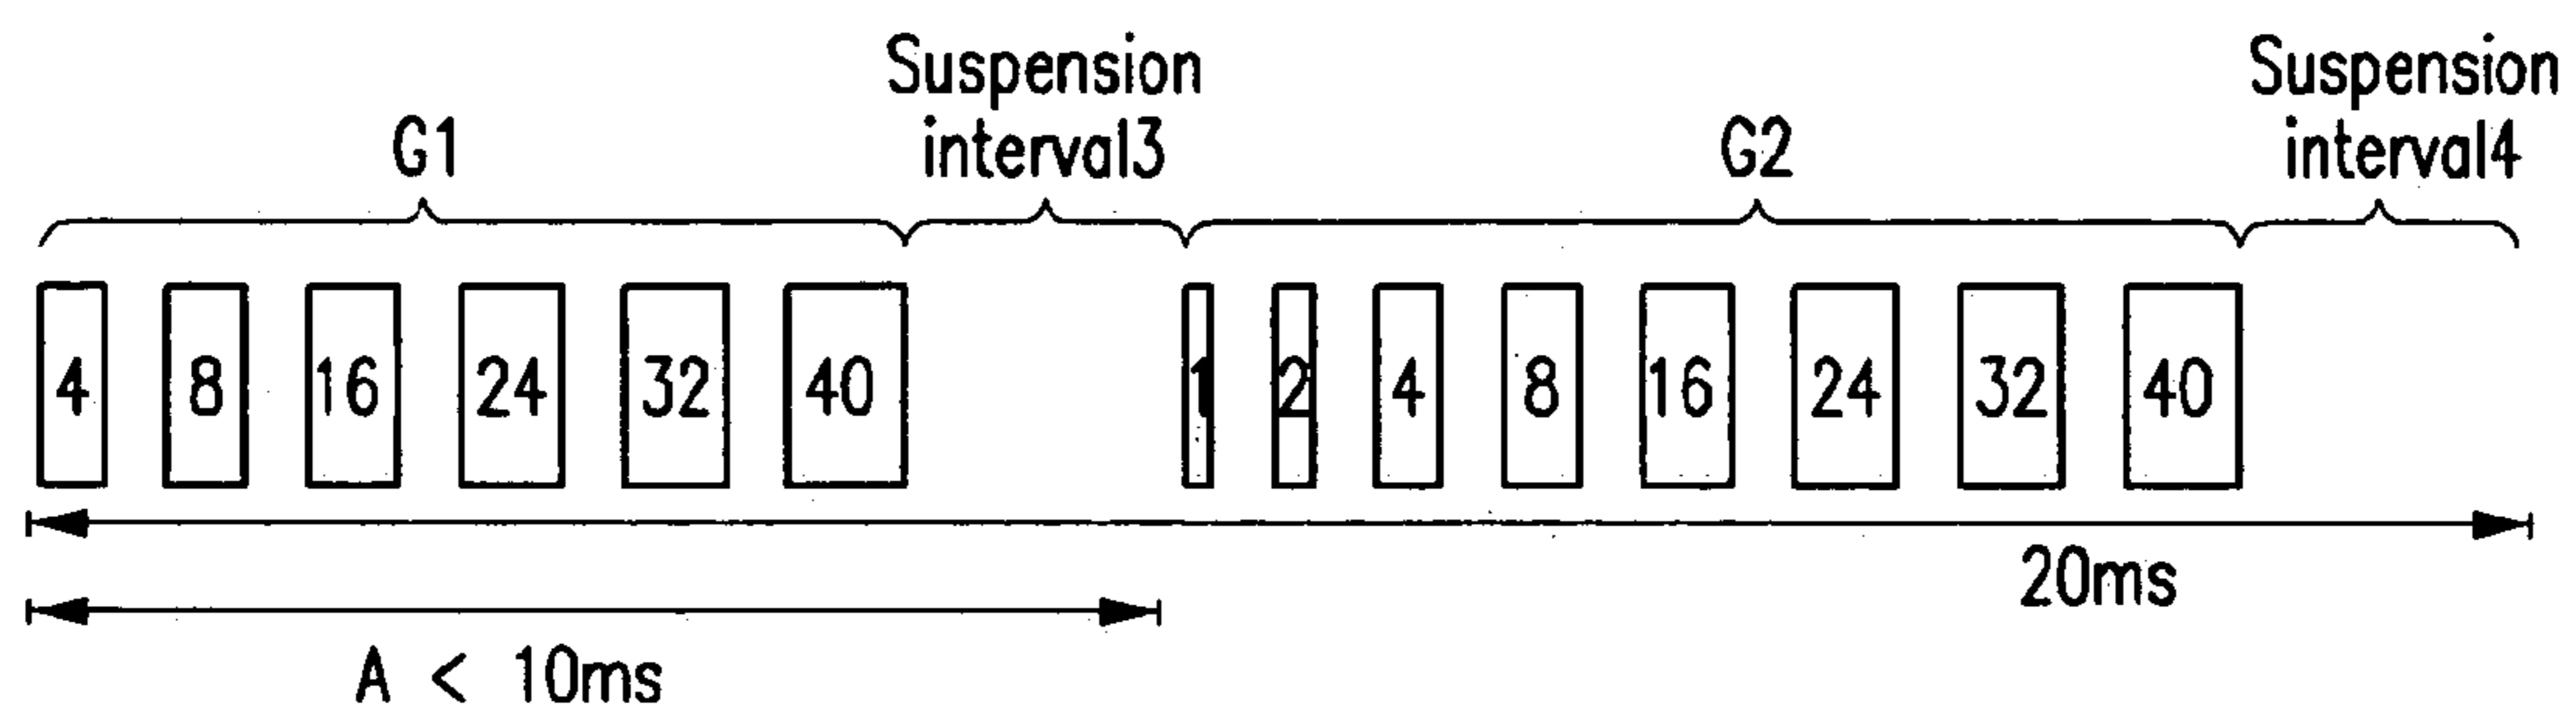 Suspension
interval3
Suspension
interval4
G1
G2
4 8 16 24 32 40 1 2 4 8 16 24 32 40
20ms
A < 10ms